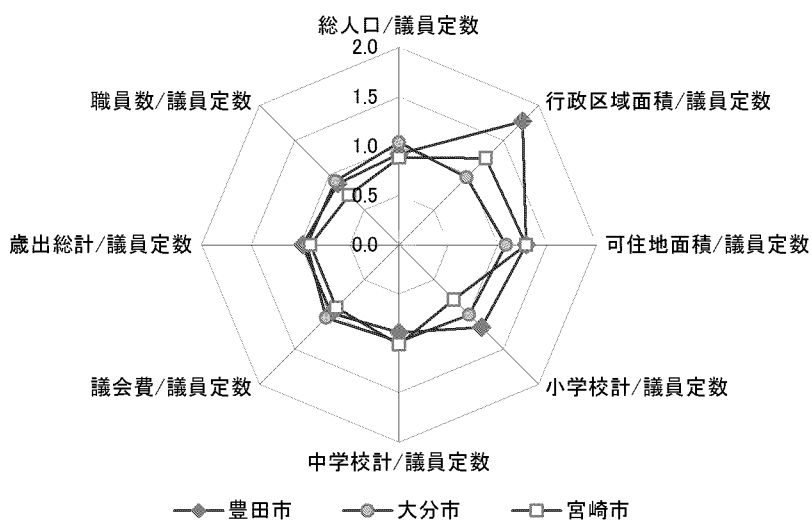 総人口/議員定数
2.0
職員数/議員定数
行政区域面積/議員定数
1.5
1.0
0.5
歳出総計/議員定数
0.0
可住地面積/議員定数
議会費/議員定数
小学校計/議員定数
中学校計/議員定数
豊田市 大分市 宮崎市